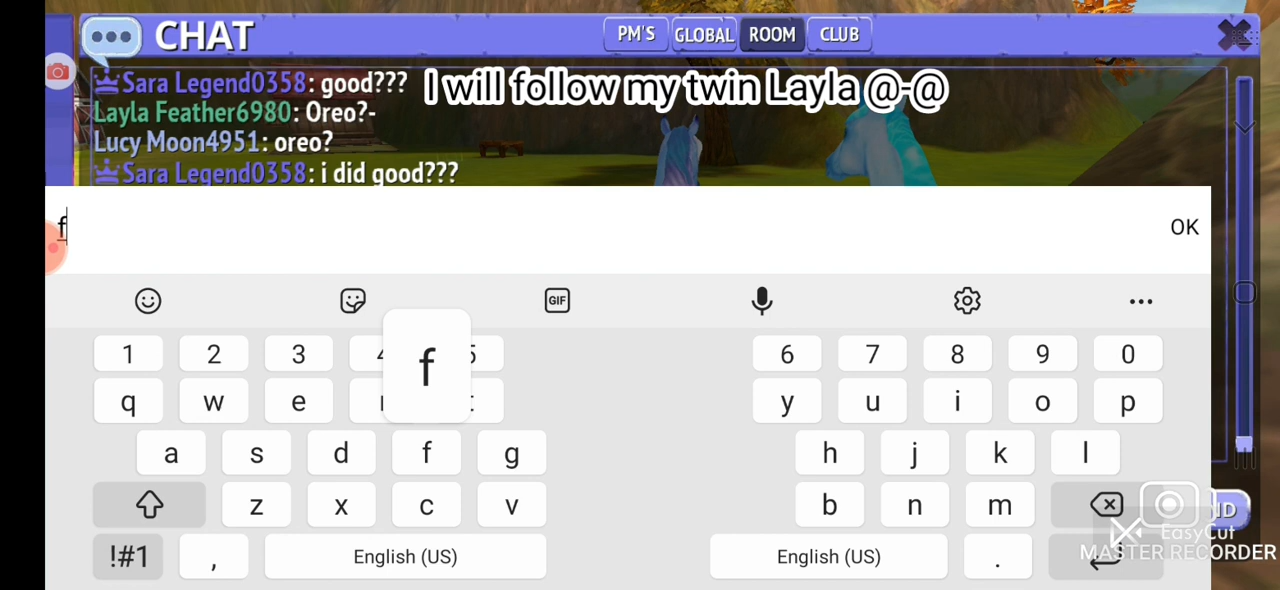 CHAT
PM'S GLOBAL ROOM CLUB
Sara Legend0358: good???
I will follow my twin Layla @-@
Layla Feather6980: Oreo?-
Lucy Moon4951: oreo?
Sara Legend0358: i did good???
f
OK
GIF
1 2 3 4 5 6 7 8 9 0
f
q w e y u i o p
a s d f g h j k l
z x c v b n m
!#1 , English (US) English (US) .
EasyCut
MASTER RECORDER